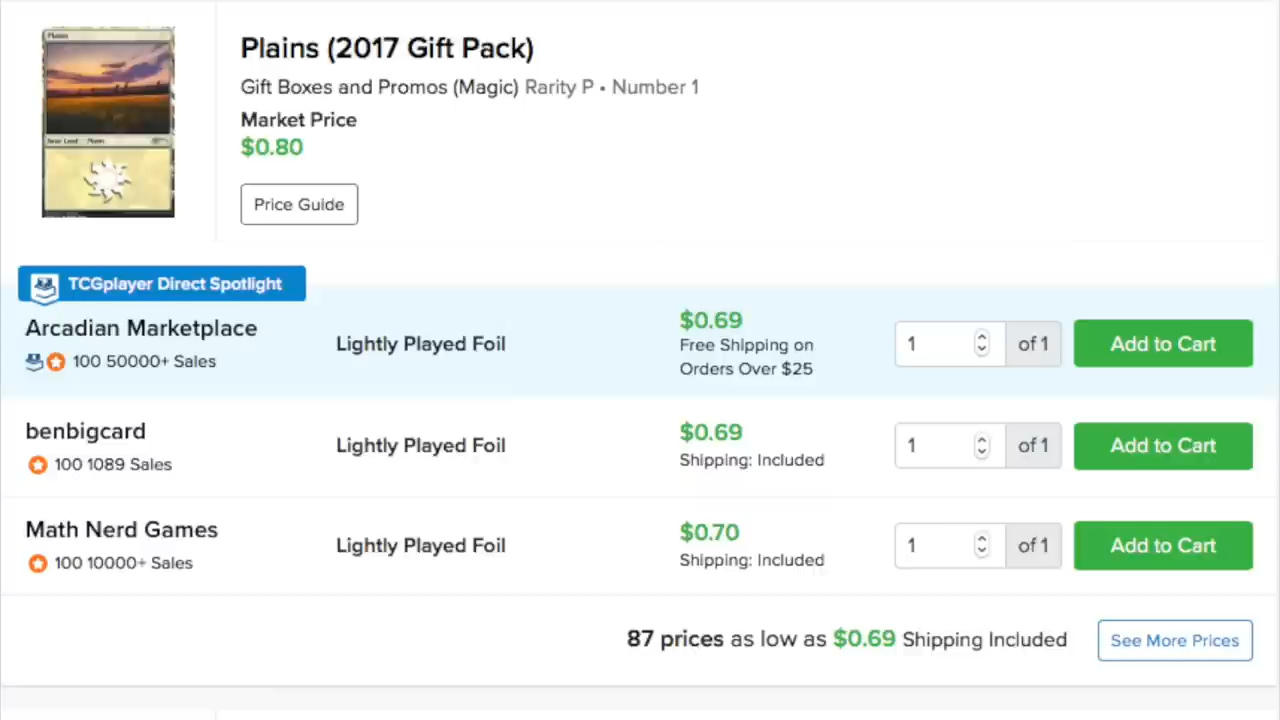 Plains
Plains (2017 Gift Pack)
Gift Boxes and Promos (Magic) Rarity P • Number 1
Market Price
$0.80
Basic Land Plains
Price Guide
TCGplayer Direct Spotlight
Arcadian Marketplace
100 50000+ Sales
Lightly Played Foil
$0.69
Free Shipping on
Orders Over $25
1 of 1
Add to Cart
benbigcard
100 1089 Sales
Lightly Played Foil
$0.69
Shipping: Included
1 of 1
Add to Cart
Math Nerd Games
100 10000+ Sales
Lightly Played Foil
$0.70
Shipping: Included
1 of 1
Add to Cart
87 prices as low as $0.69 Shipping Included
See More Prices